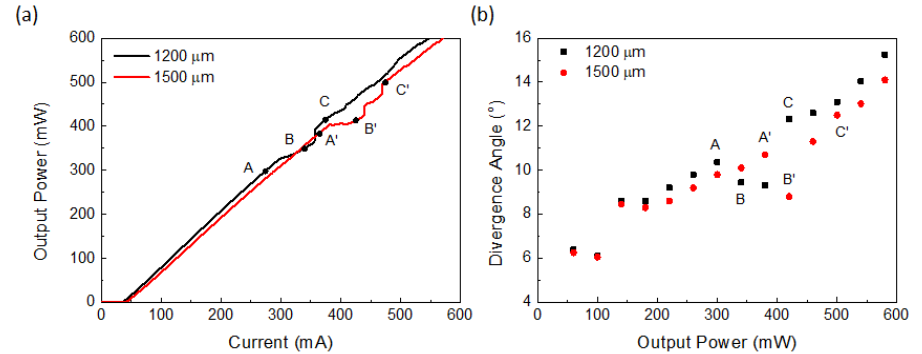 (a)
600
500
400
300
200
100
0
0
100
200
300
400
500
600
Output Power (mW)
Current (mA)
1200 μm
1500 μm
A
B
C
A'
B'
C'
(b)
16
14
12
10
8
6
4
0
100
200
300
400
500
600
Divergence Angle (°)
Output Power (mW)
1200 μm
1500 μm
A
B
C
A'
B'
C'